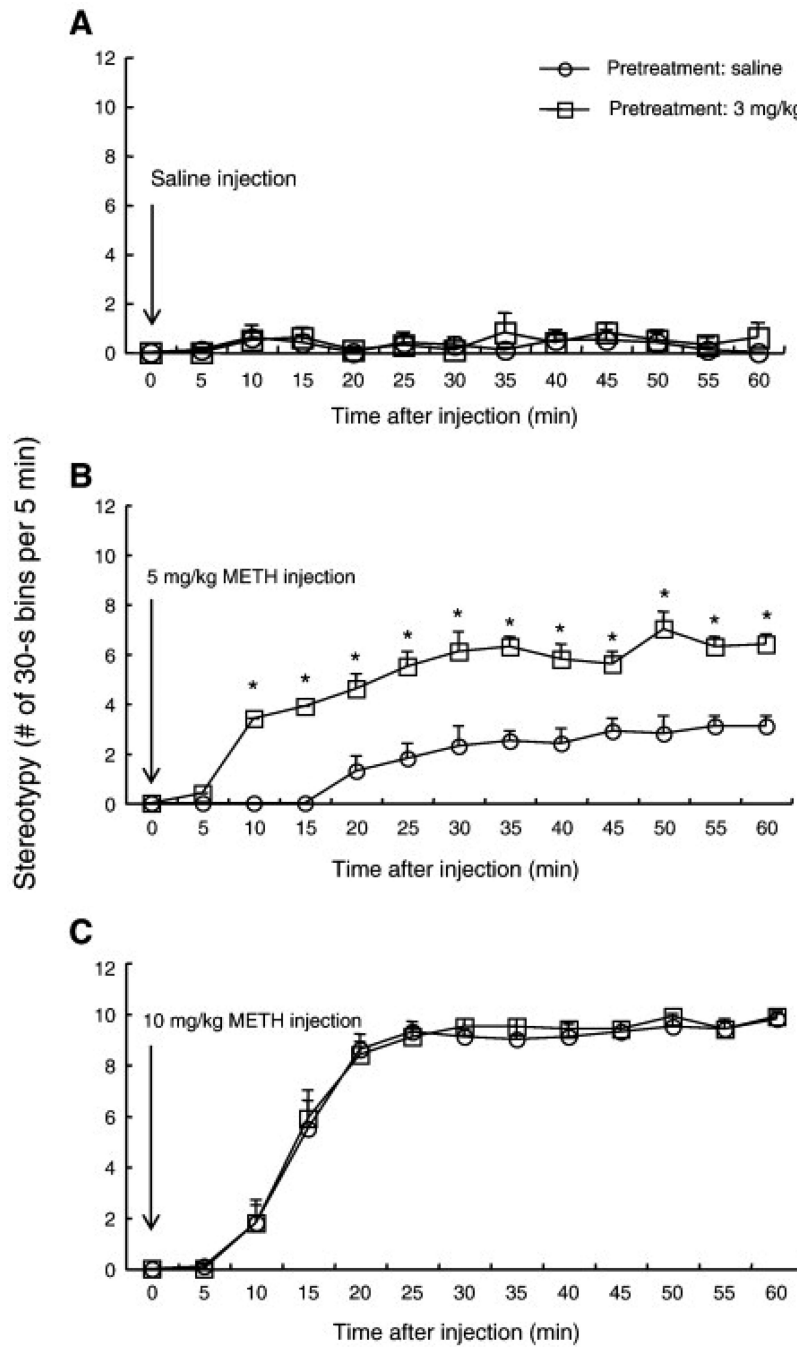 A
12
Pretreatment: saline
10
Pretreatment: 3 mg/kg
8
Saline injection
6
4
2
0
0 5 10 15 20 25 30 35 40 45 50 55 60
Time after injection (min)
Stereotypy (# of 30-s bins per 5 min)
B
12
10
5 mg/kg METH injection
8
* * * * * * * * * * *
6
4
2
0
0 5 10 15 20 25 30 35 40 45 50 55 60
Time after injection (min)
C
12
10
10 mg/kg METH injection
8
6
4
2
0
0 5 10 15 20 25 30 35 40 45 50 55 60
Time after injection (min)